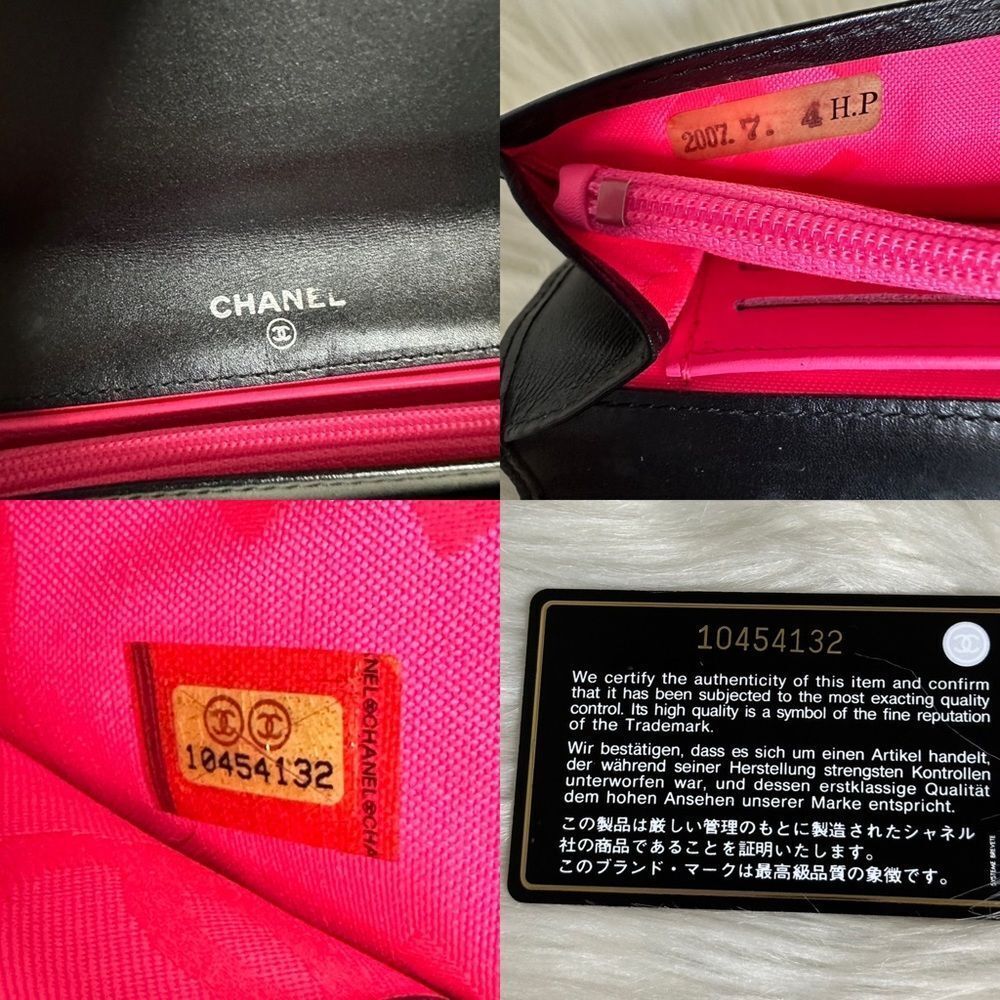 CHANEL
2007. 7. 4 H.P
10454132
NEL CHANEL CHA
10454132
We certify the authenticity of this item and confirm
that it has been subjected to the most exacting quality
control. Its high quality is a symbol of the fine reputation
of the Trademark.
Wir bestätigen, dass es sich um einen Artikel handelt,
der während seiner Herstellung strengsten Kontrollen
unterworfen war, und dessen erstklassige Qualität
dem hohen Ansehen unserer Marke entspricht.
この製品は厳しい管理のもとに製造されたシャネル
社の商品であることを証明いたします。
このブランド・マークは最高級品質の象徴です。
SYSTEME BREVETE